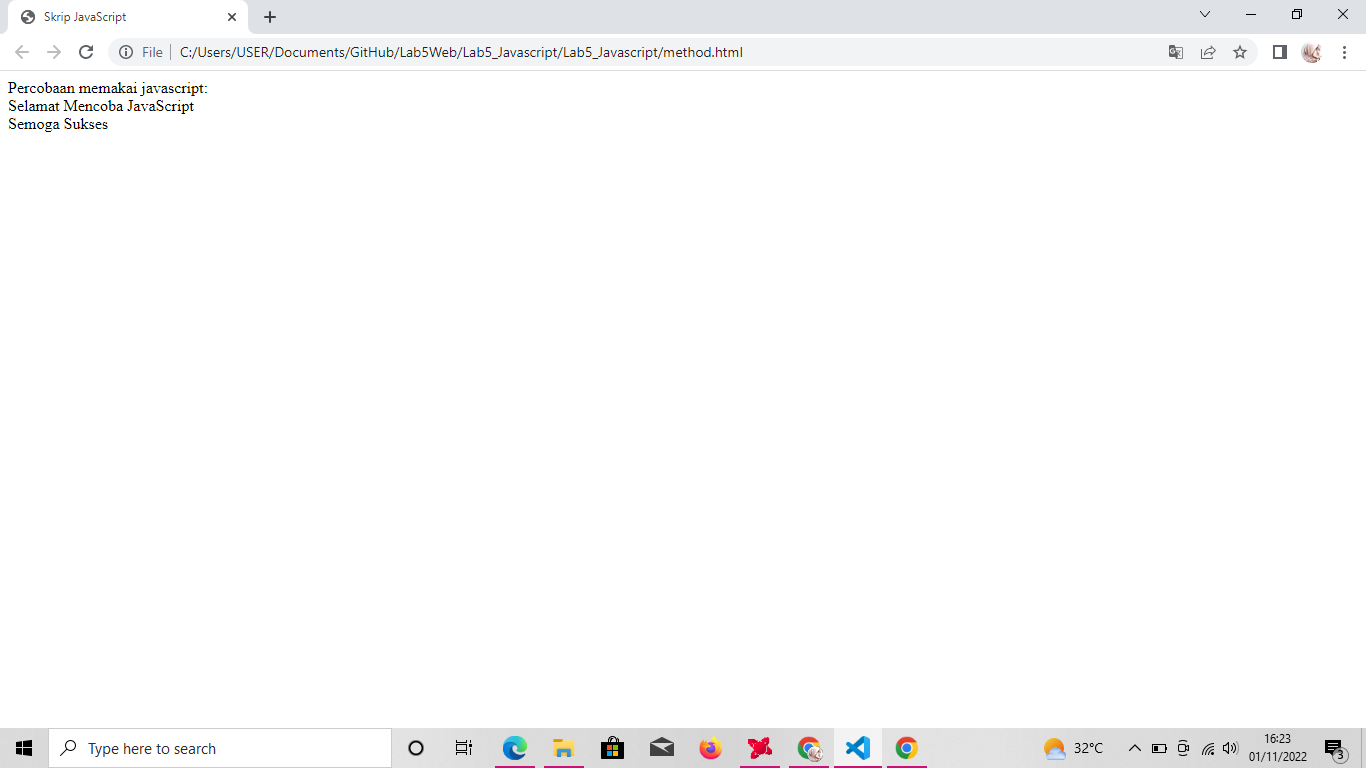 Skrip JavaScript
File
C:/Users/USER/Documents/GitHub/Lab5Web/Lab5_Javascript/Lab5_Javascript/method.html
Percobaan memakai javascript:
Selamat Mencoba JavaScript
Semoga Sukses
Type here to search
32°C
16:23
01/11/2022
3